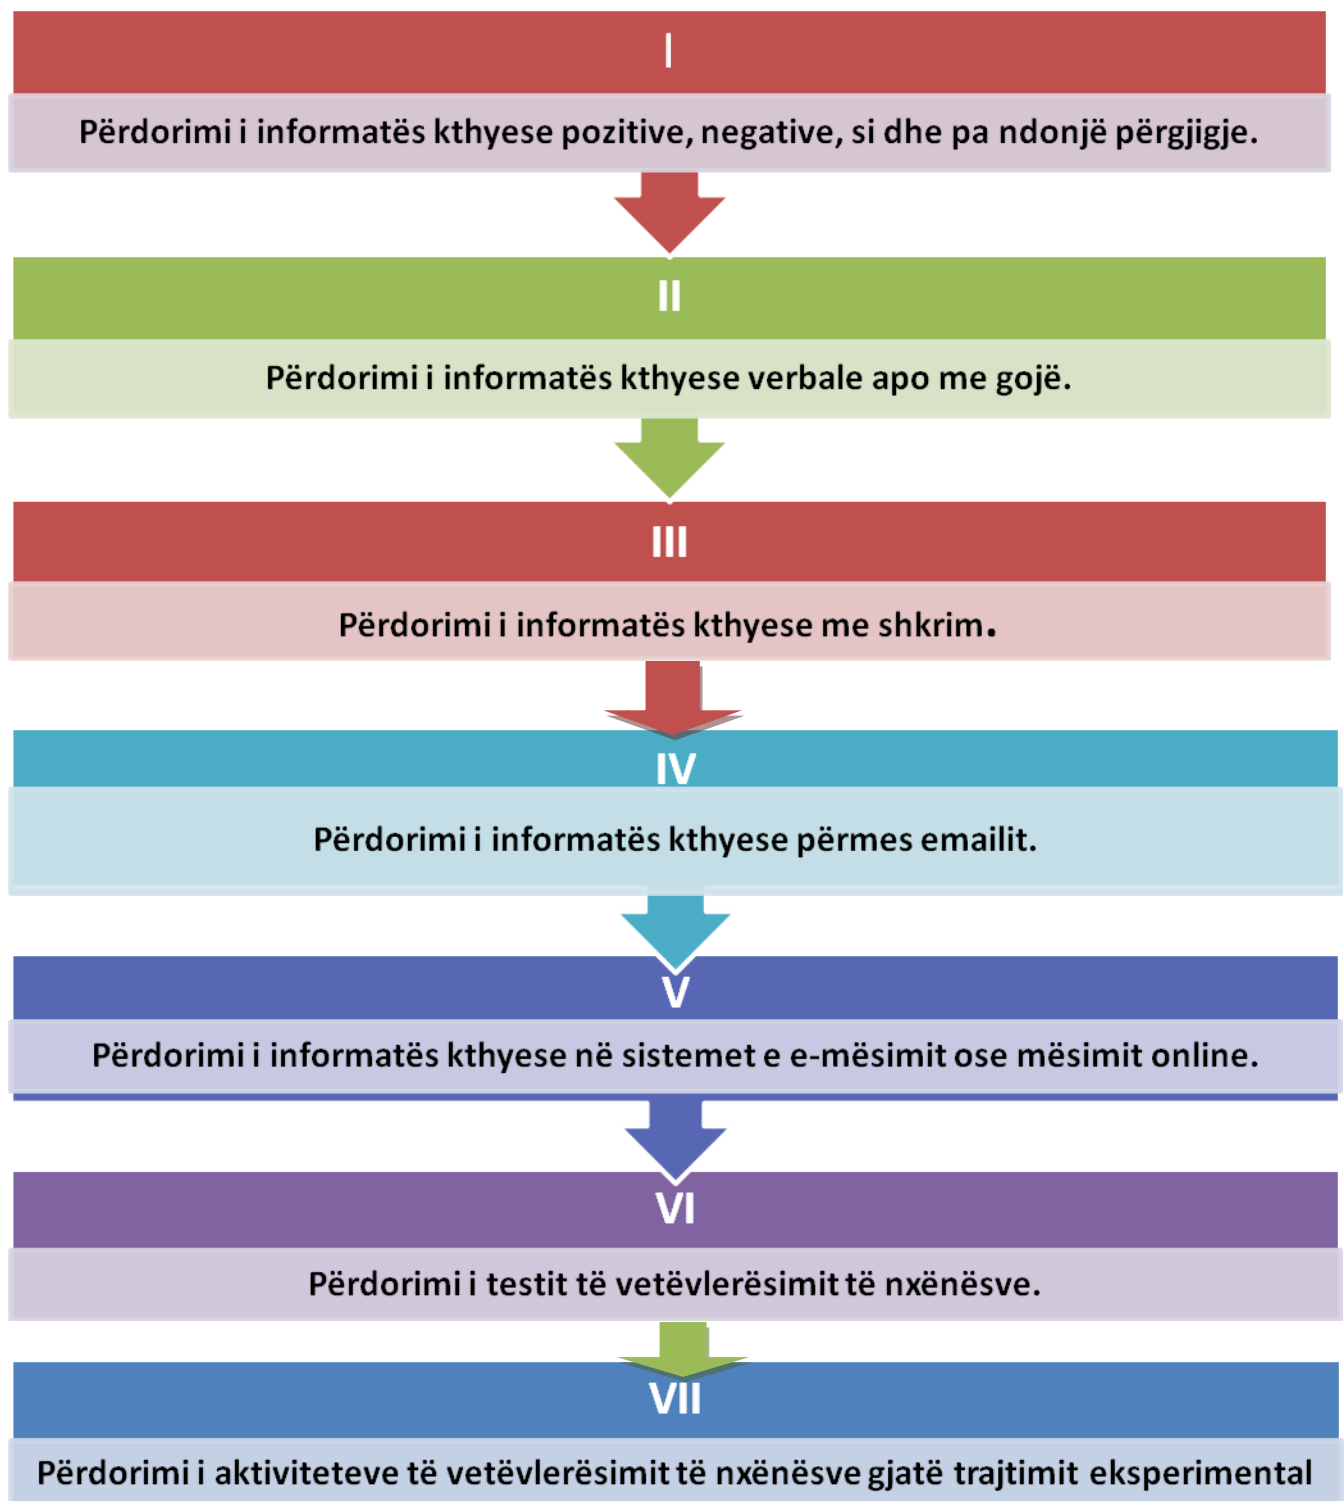 I
Përdorimi i informatës kthyese pozitive, negative, si dhe pa ndonjë përgjigje.
II
Përdorimi i informatës kthyese verbale apo me gojë.
III
Përdorimi i informatës kthyese me shkrim.
IV
Përdorimi i informatës kthyese përmes emailit.
V
Përdorimi i informatës kthyese në sistemet e e-mësimit ose mësimit online.
VI
Përdorimi i testit të vetëvlerësimit të nxënësve.
VII
Përdorimi i aktiviteteve të vetëvlerësimit të nxënësve gjatë trajtimit eksperimental